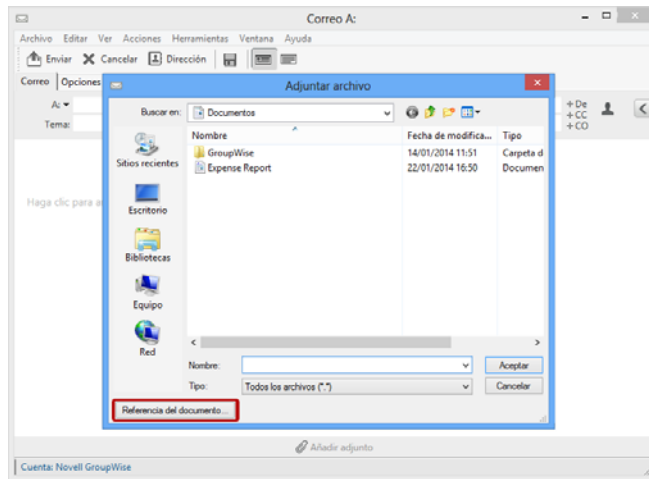 Correo A:
Archivo Editar Ver Acciones Herramientas Ventana Ayuda
Enviar Cancelar Dirección
Correo Opciones
Adjuntar archivo
A:
Tema:
+ De
+ CC
+ CO
Buscar en: Documentos
Nombre Fecha de modifica... Tipo
GroupWise 14/01/2014 11:51 Carpeta d
Expense Report 22/01/2014 16:50 Documen
Sitios recientes
Haga clic para a
Escritorio
Bibliotecas
Equipo
Red
Nombre: Aceptar
Tipo: Todos los archivos (*.*) Cancelar
Referencia del documento...
Añadir adjunto
Cuenta: Novell GroupWise